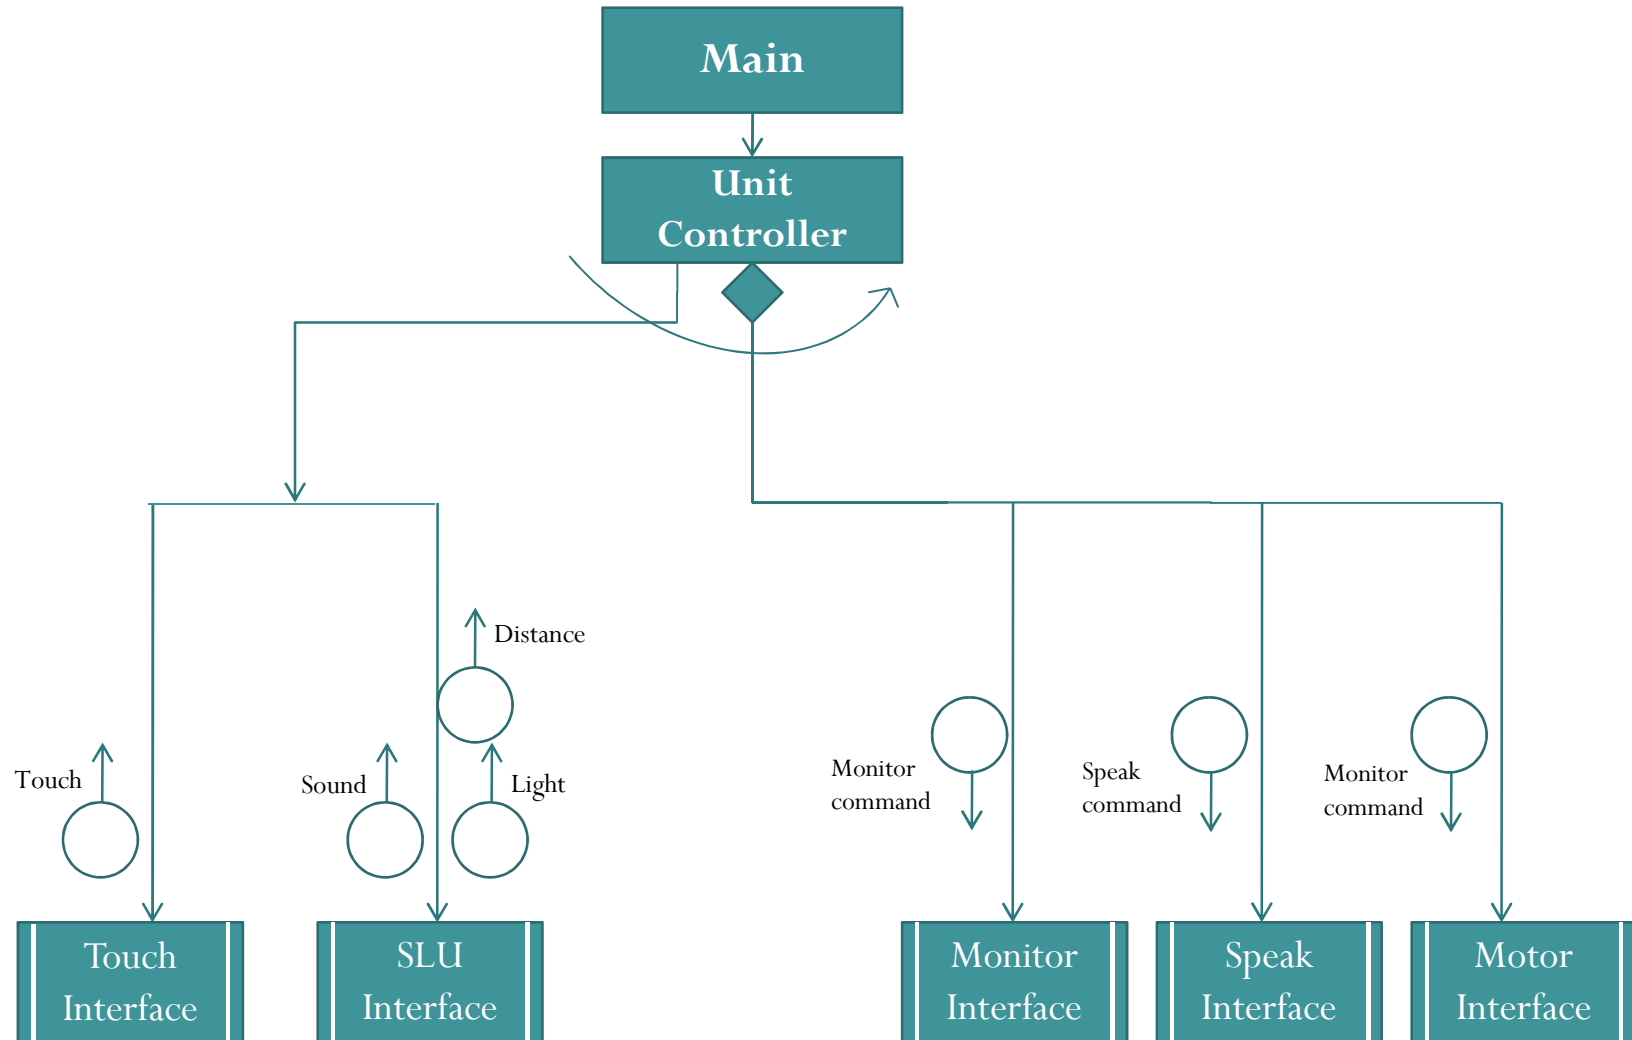 Main
Unit
Controller
Distance
Touch
Sound
Light
Monitor
command
Speak
command
Monitor
command
Touch
Interface
SLU
Interface
Monitor
Interface
Speak
Interface
Motor
Interface